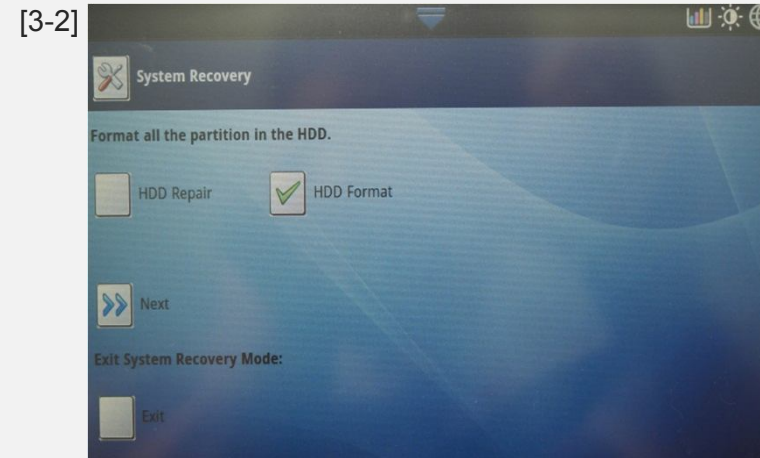 [3-2]
System Recovery
Format all the partition in the HDD.
HDD Repair
HDD Format
Next
Exit System Recovery Mode:
Exit